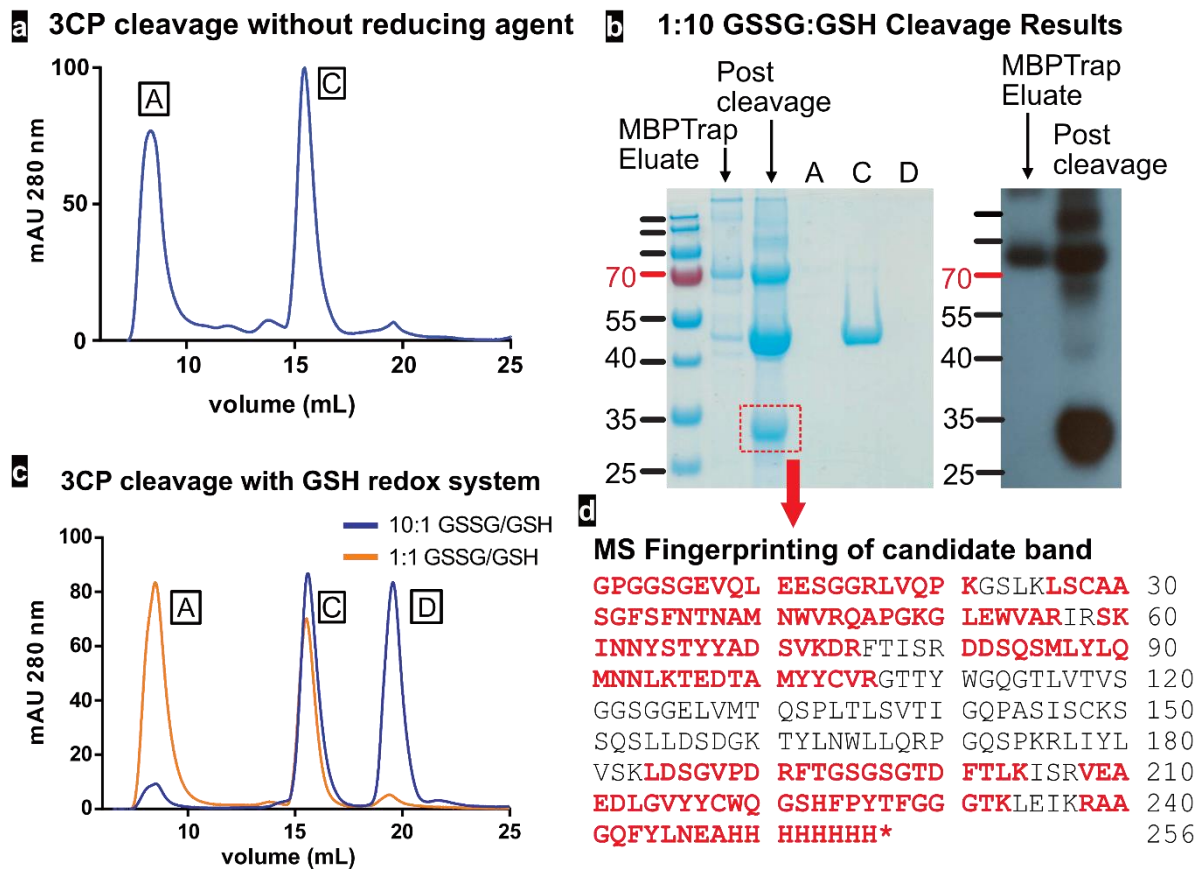 a 3CP cleavage without reducing agent
100
50
0
mAU 280 nm
A
C
10 15 20 25
volume (mL)
b 1:10 GSSG:GSH Cleavage Results
MBPTrap
Eluate
Post
cleavage
A C D
70
55
40
35
25
MBPTrap
Eluate
Post
cleavage
70
55
40
35
25
c 3CP cleavage with GSH redox system
10:1 GSSG/GSH
1:1 GSSG/GSH
100
80
60
40
20
0
mAU 280 nm
A
C
D
10 15 20 25
volume (mL)
d
MS Fingerprinting of candidate band
GPGGSGEVQL EESGGRLVQP KGSLKLSCAA 30
SGFSFNTNAM NWVRQAPGKG LEWVARIRSK 60
INNYSTYYAD SVKDRFTISR DDSQSMLYLQ 90
MNNLKTEDTA MYYCVRGTTY WGQGTLVTVS 120
GGSGGELVMT QSPLTLSVTI GQPASISCKS 150
SQSLLDSDGK TYLNWLLQRP GQSPKRLIYL 180
VSKLDSGVPD RFTGSGSGTD FTLKISRVEA 210
EDLGVYYCWQ GSHFPYTFGG GTKLEIKRAA 240
GQFYLNEAHH HHHHHH* 256